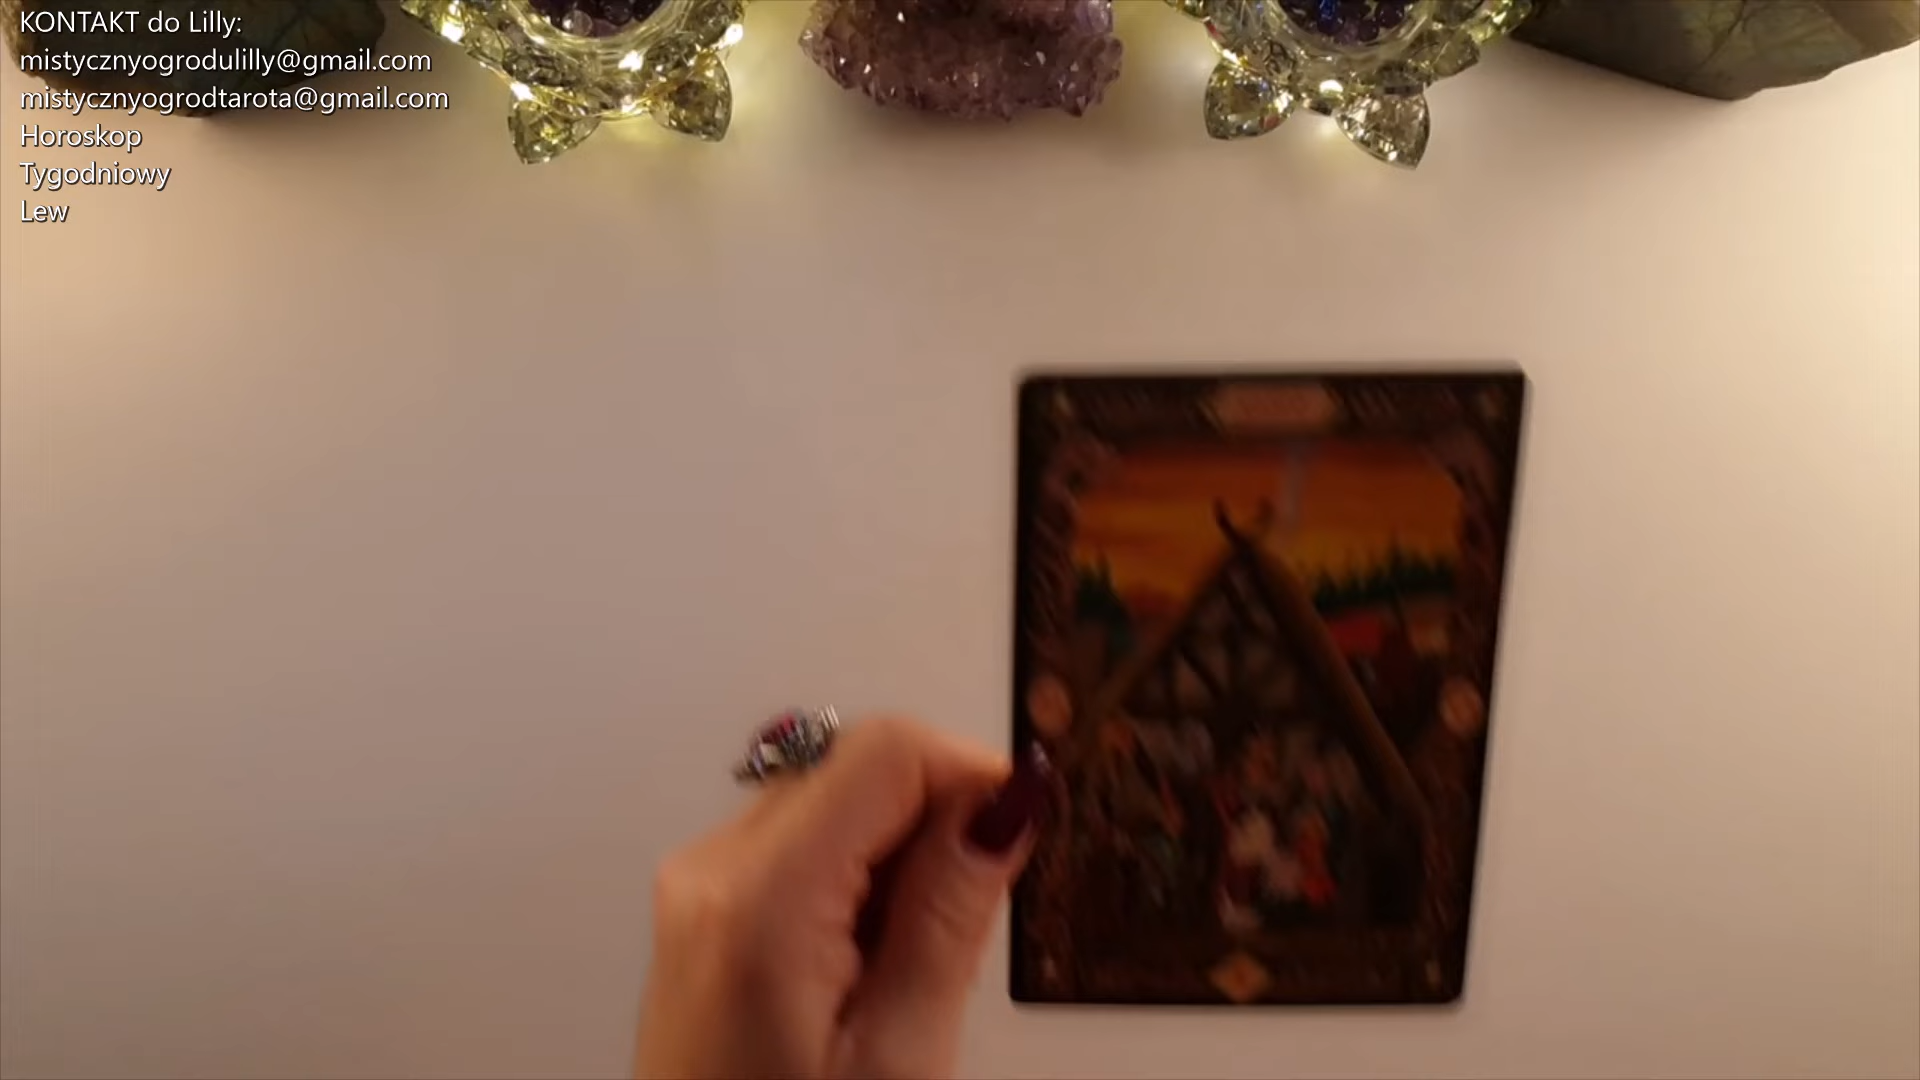 KONTAKT do Lilly:
mistycznyogrodulilly@gmail.com
mistycznyogrodtarota@gmail.com
Horoskop
Tygodniowy
Lew